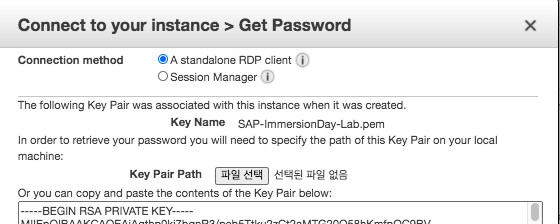 Connect to your instance > Get Password
Connection method A standalone RDP client
Session Manager
The following Key Pair was associated with this instance when it was created.
Key Name SAP-ImmersionDay-Lab.pem
In order to retrieve your password you will need to specify the path of this Key Pair on your local
machine:
Key Pair Path 파일 선택 선택된 파일 없음
Or you can copy and paste the contents of the Key Pair below:
-----BEGIN RSA PRIVATE KEY-----